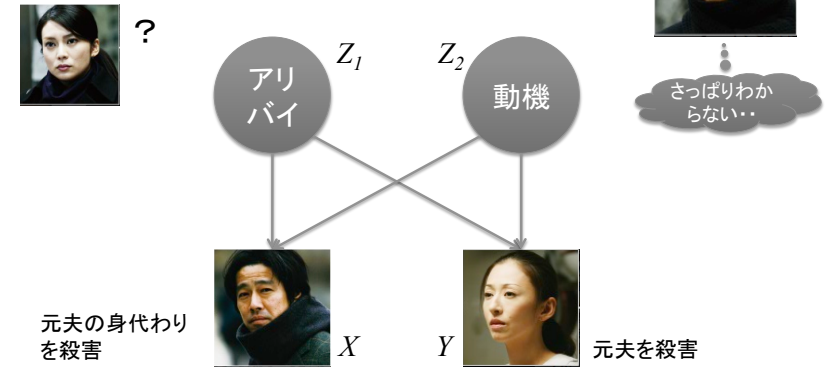 ？
アリ
バイ
Z1
Z2
動機
さっぱりわか
らない・・
元夫の身代わり
を殺害
X
Y
元夫を殺害